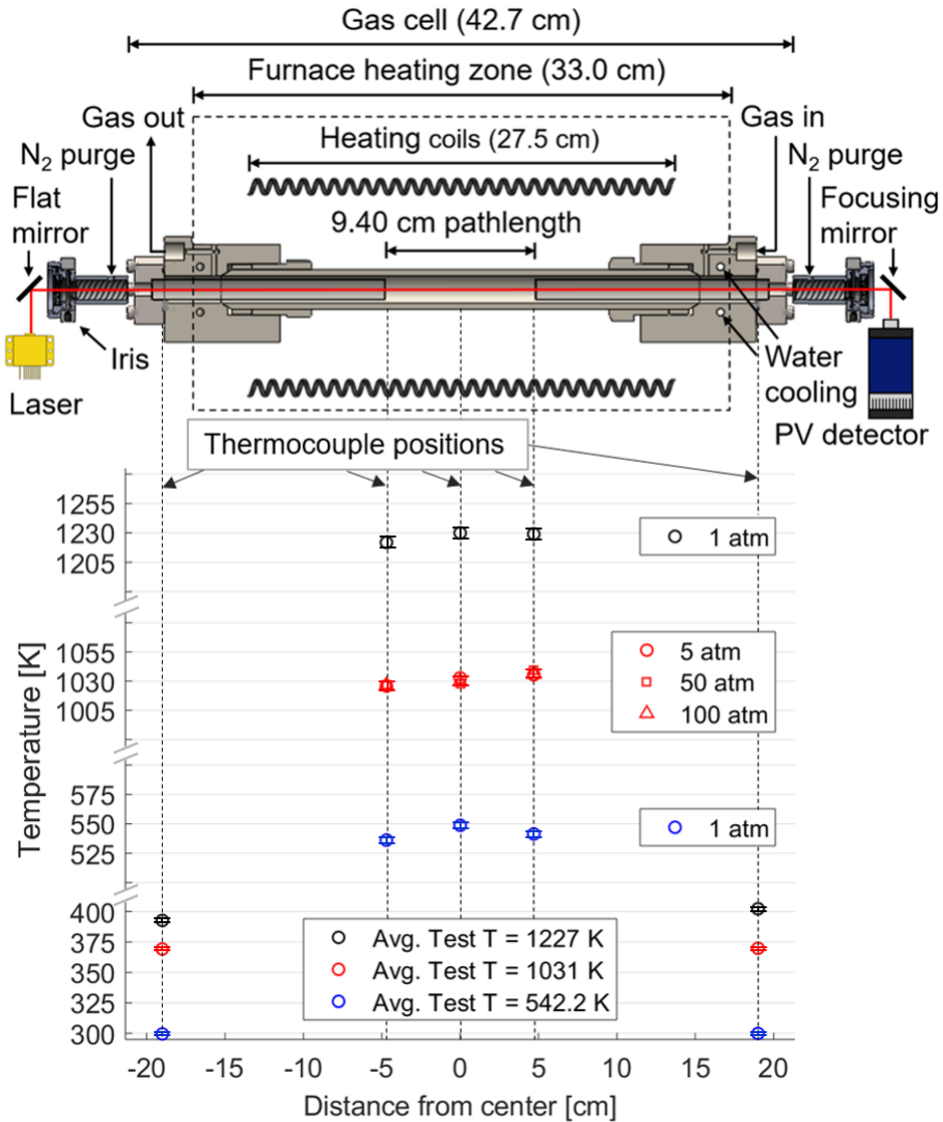 Gas cell (42.7 cm)
Furnace heating zone (33.0 cm)
Gas out
Gas in
Heating coils (27.5 cm)
N₂ purge
N₂ purge
Flat
mirror
Focusing
mirror
9.40 cm pathlength
Iris
Laser
Water
cooling
PV detector
Thermocouple positions
1255
1230
1205
1 atm
1055
1030
1005
5 atm
50 atm
100 atm
Temperature [K]
575
550
525
1 atm
400
375
350
325
300
Avg. Test T = 1227 K
Avg. Test T = 1031 K
Avg. Test T = 542.2 K
-20 -15 -10 -5 0 5 10 15 20
Distance from center [cm]